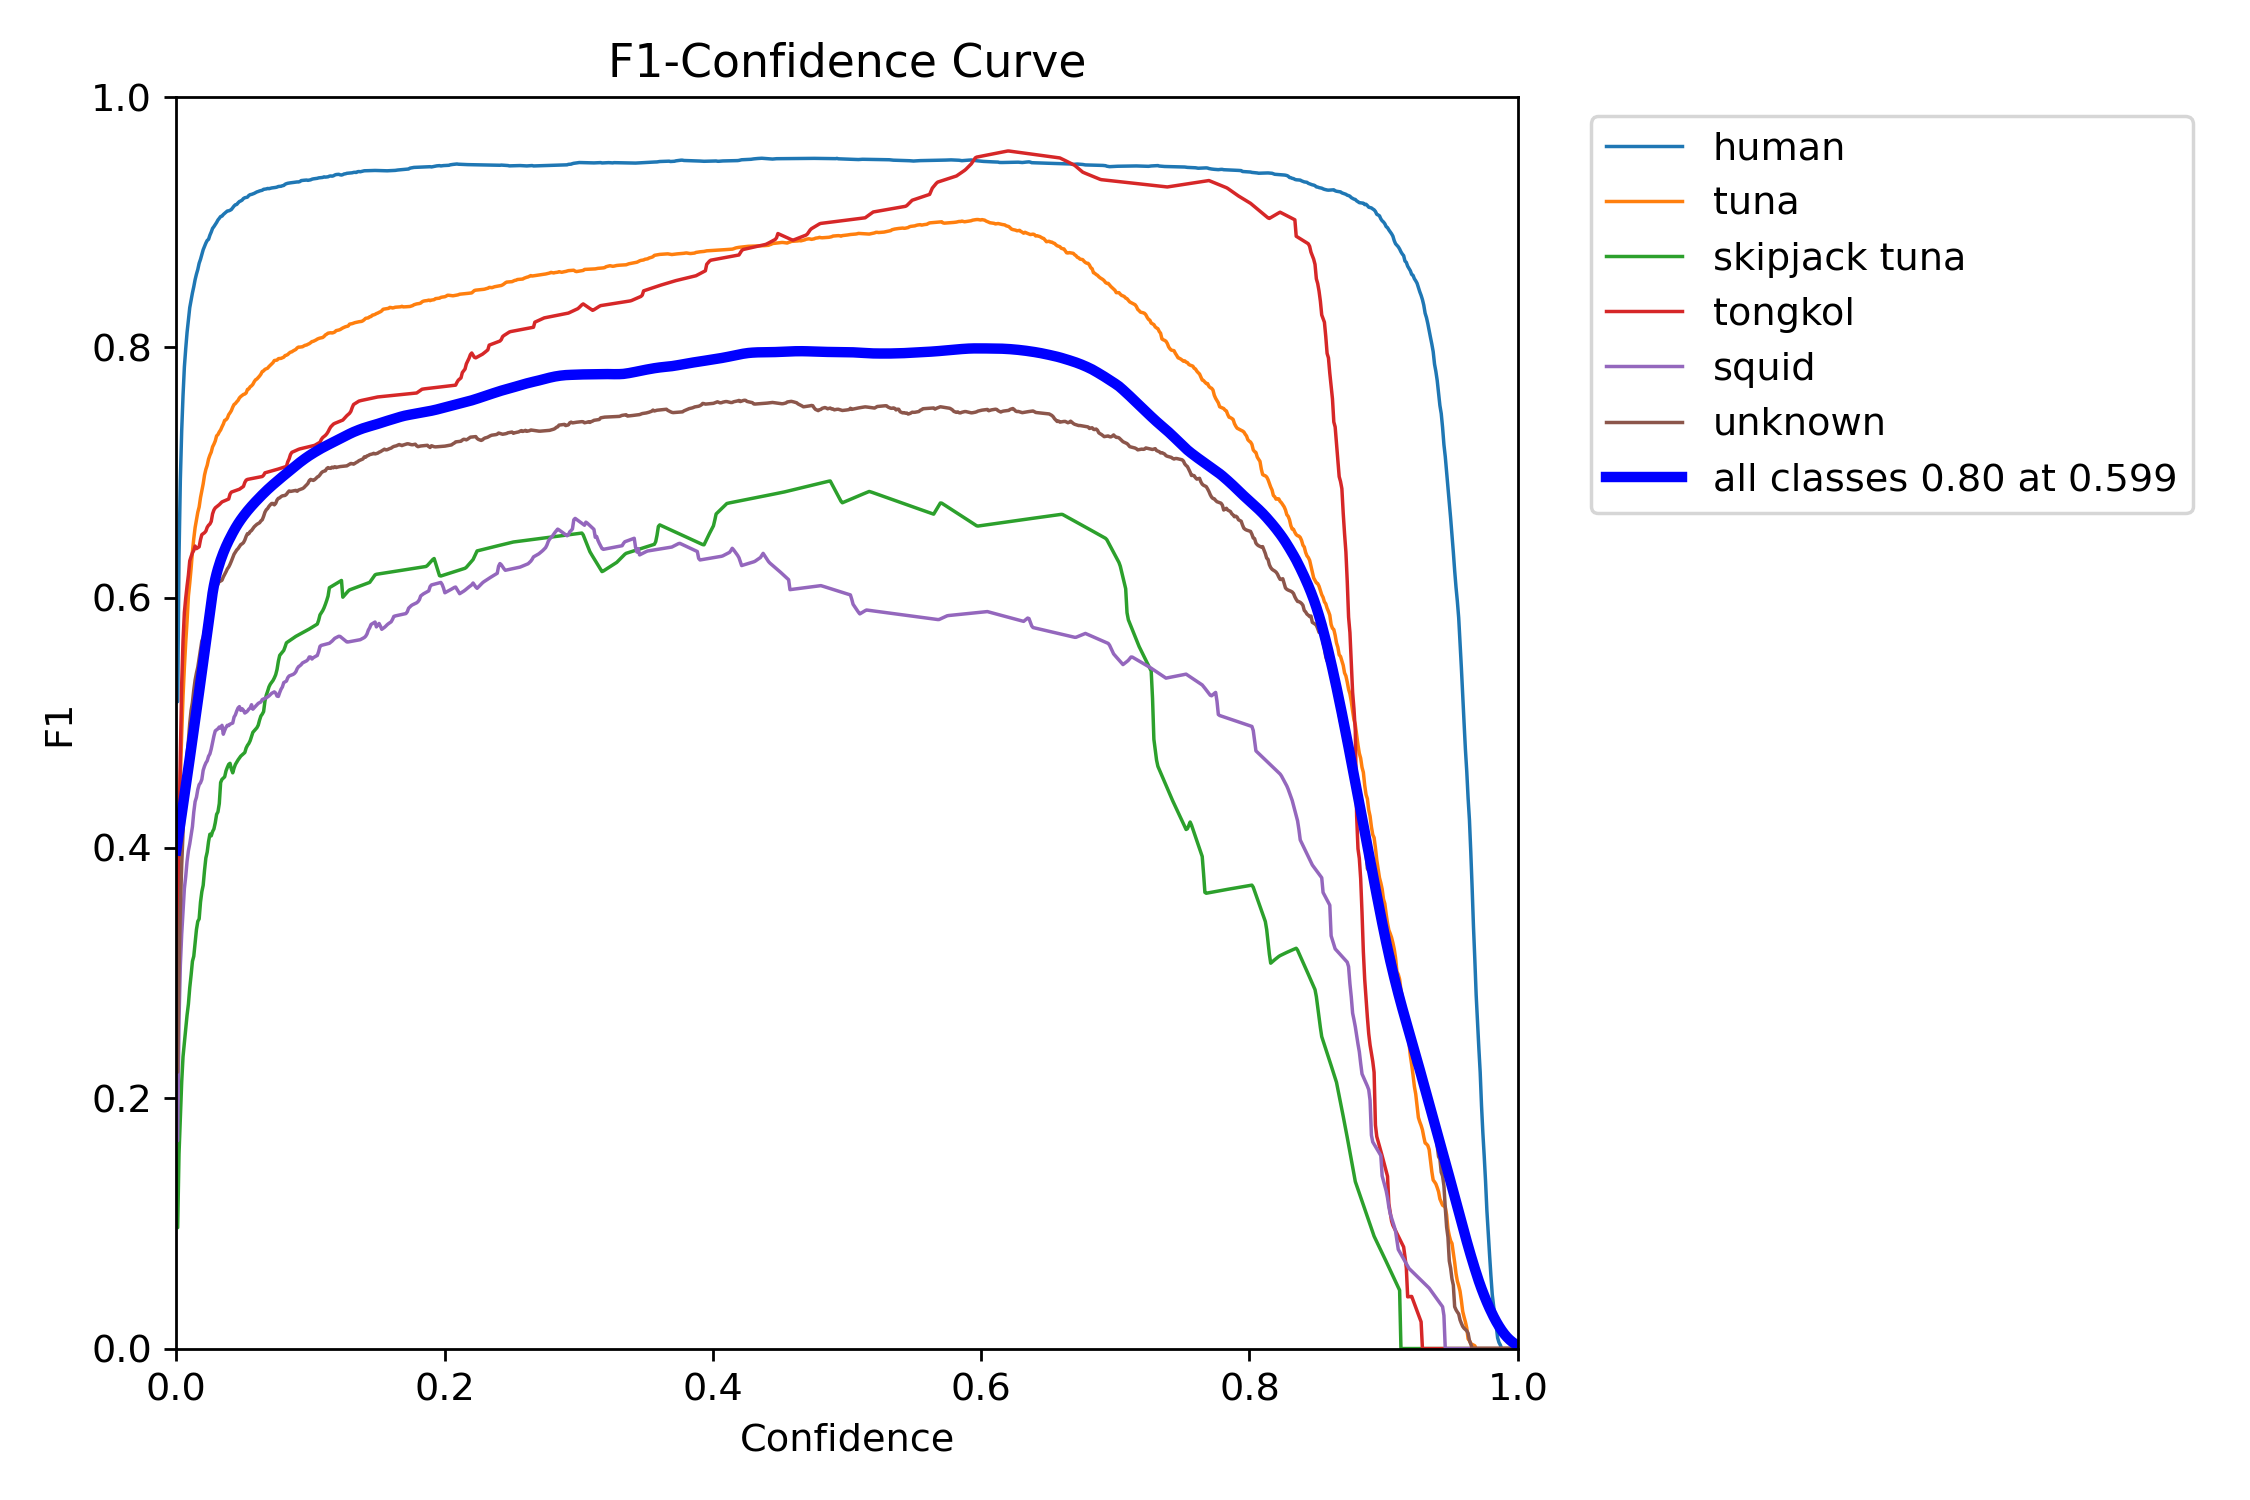 F1-Confidence Curve
1.0
0.8
0.6
0.4
0.2
0.0
F1
0.0 0.2 0.4 0.6 0.8 1.0
Confidence
human
tuna
skipjack tuna
tongkol
squid
unknown
all classes 0.80 at 0.599